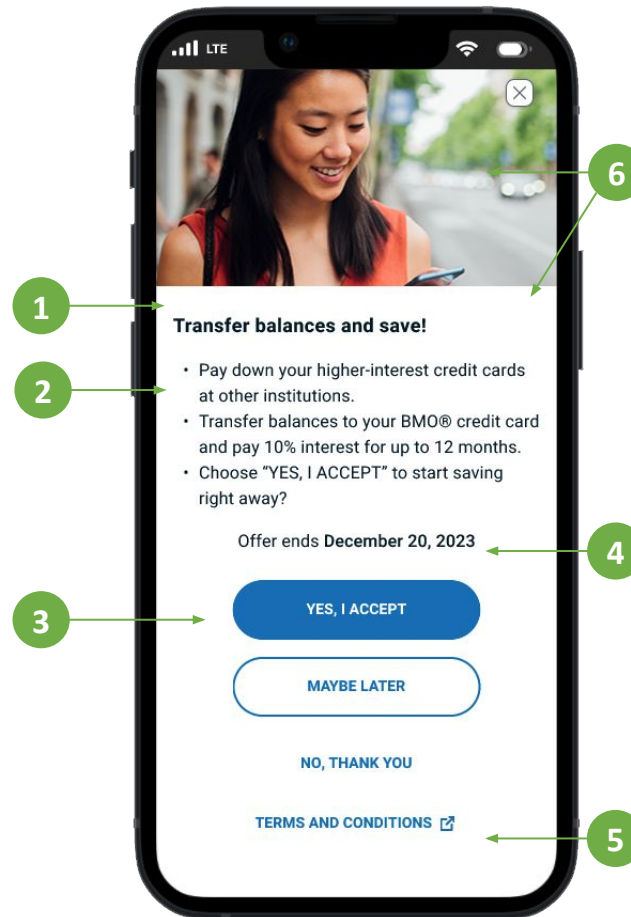 LTE
6
1
Transfer balances and save!
2
• Pay down your higher-interest credit cards
at other institutions.
• Transfer balances to your BMO® credit card
and pay 10% interest for up to 12 months.
• Choose “YES, I ACCEPT” to start saving
right away?
Offer ends December 20, 2023
4
3
YES, I ACCEPT
MAYBE LATER
NO, THANK YOU
TERMS AND CONDITIONS
5